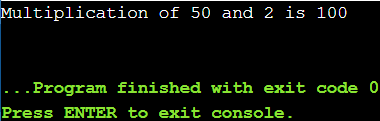 Multiplication of 50 and 2 is 100
...Program finished with exit code 0
Press ENTER to exit console.